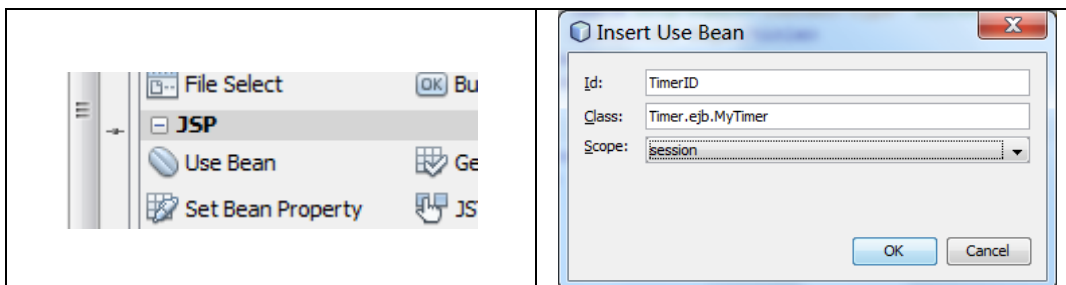 File Select
OK Bu
JSP
Use Bean
Ge
Set Bean Property
JS
Insert Use Bean
Id: TimerID
Class: Timer.ejb.MyTimer
Scope: session
OK Cancel